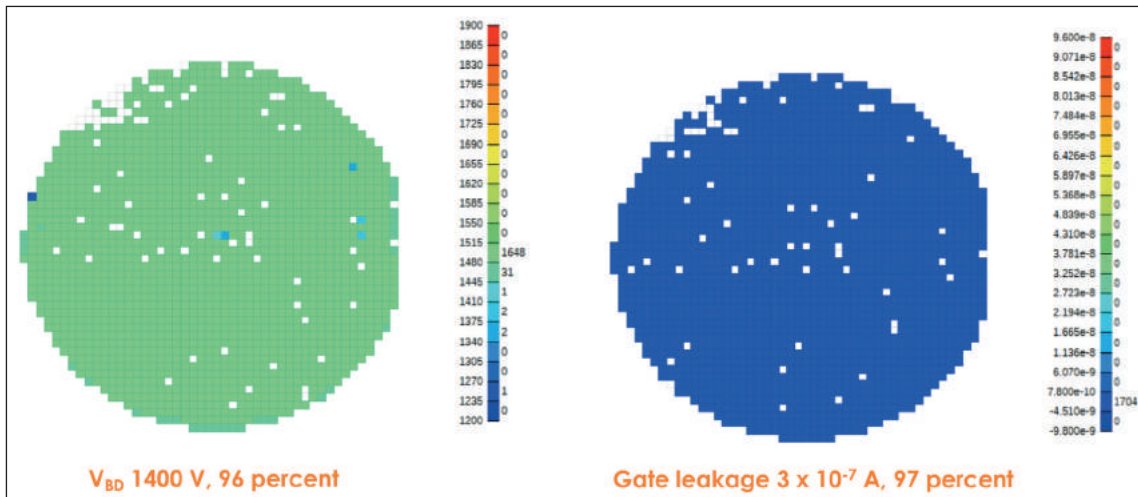 1900
0
1865
0
1830
0
1795
0
1760
0
1725
0
1690
0
1655
0
1620
0
1585
0
1550
0
1515
1648
1480
31
1445
1
1410
2
1375
2
1340
0
1305
0
1270
1
1235
0
1200
V_BD 1400 V, 96 percent
9.600e-8
0
9.071e-8
0
8.542e-8
0
8.013e-8
0
7.484e-8
0
6.955e-8
0
6.426e-8
0
5.897e-8
0
5.368e-8
0
4.839e-8
0
4.310e-8
0
3.781e-8
0
3.252e-8
0
2.723e-8
0
2.194e-8
0
1.665e-8
0
1.136e-8
0
6.070e-9
0
7.800e-10
1704
-4.510e-9
0
-9.800e-9
Gate leakage 3 x 10⁻⁷ A, 97 percent